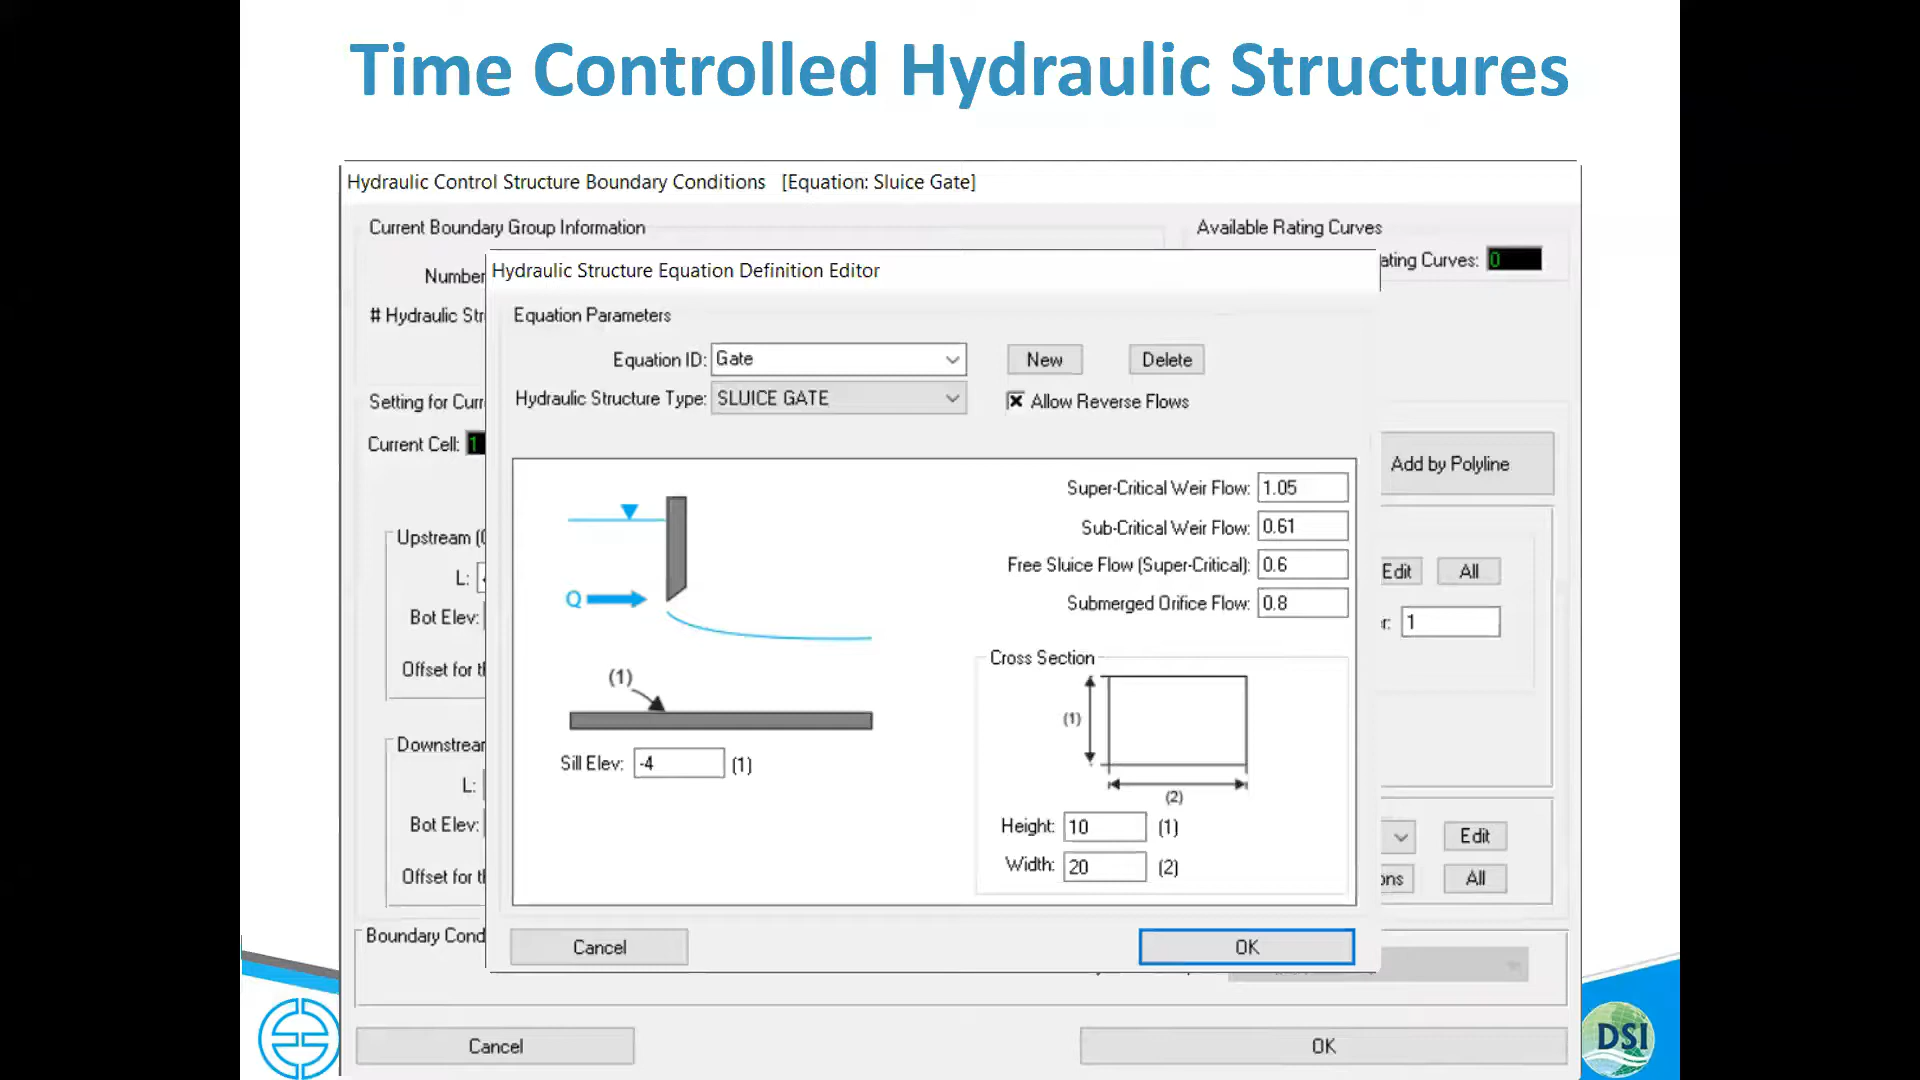 Time Controlled Hydraulic Structures
Hydraulic Control Structure Boundary Conditions [Equation: Sluice Gate]
Current Boundary Group Information
Available Rating Curves
Number
ating Curves: 0
# Hydraulic Str
Hydraulic Structure Equation Definition Editor
Equation Parameters
Equation ID: Gate
New
Delete
Hydraulic Structure Type: SLUICE GATE
Allow Reverse Flows
Setting for Curr
Current Cell: 1
Add by Polyline
Super-Critical Weir Flow: 1.05
Sub-Critical Weir Flow: 0.61
Free Sluice Flow (Super-Critical): 0.6
Submerged Orifice Flow: 0.8
Upstream (
L:
Bot Elev:
Offset for th
Edit
All
r: 1
Q
(1)
Sill Elev: -4 (1)
Cross Section
(1)
(2)
Height: 10 (1)
Width: 20 (2)
Downstrear
L:
Bot Elev:
Offset for th
Edit
ons
All
Boundary Cond
Cancel
OK
Cancel
OK
DSI